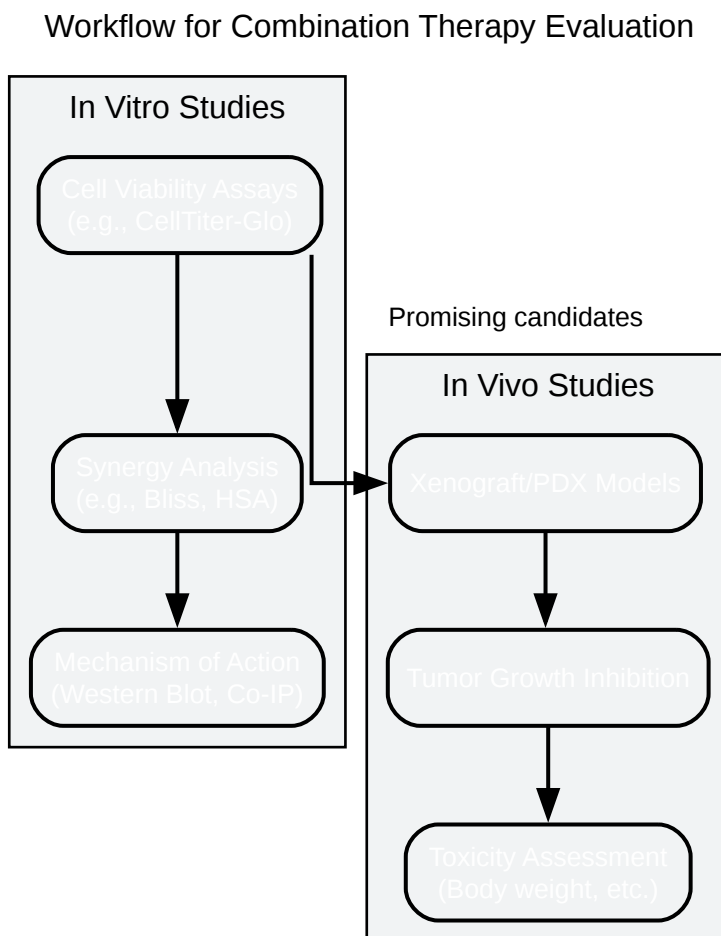 Workflow for Combination Therapy Evaluation
In Vitro Studies
Cell Viability Assays
(e.g., CellTiter-Glo)
Synergy Analysis
(e.g., Bliss, HSA)
Mechanism of Action
(Western Blot, Co-IP)
Promising candidates
In Vivo Studies
Xenograft/PDX Models
Tumor Growth Inhibition
Toxicity Assessment
(Body weight, etc.)